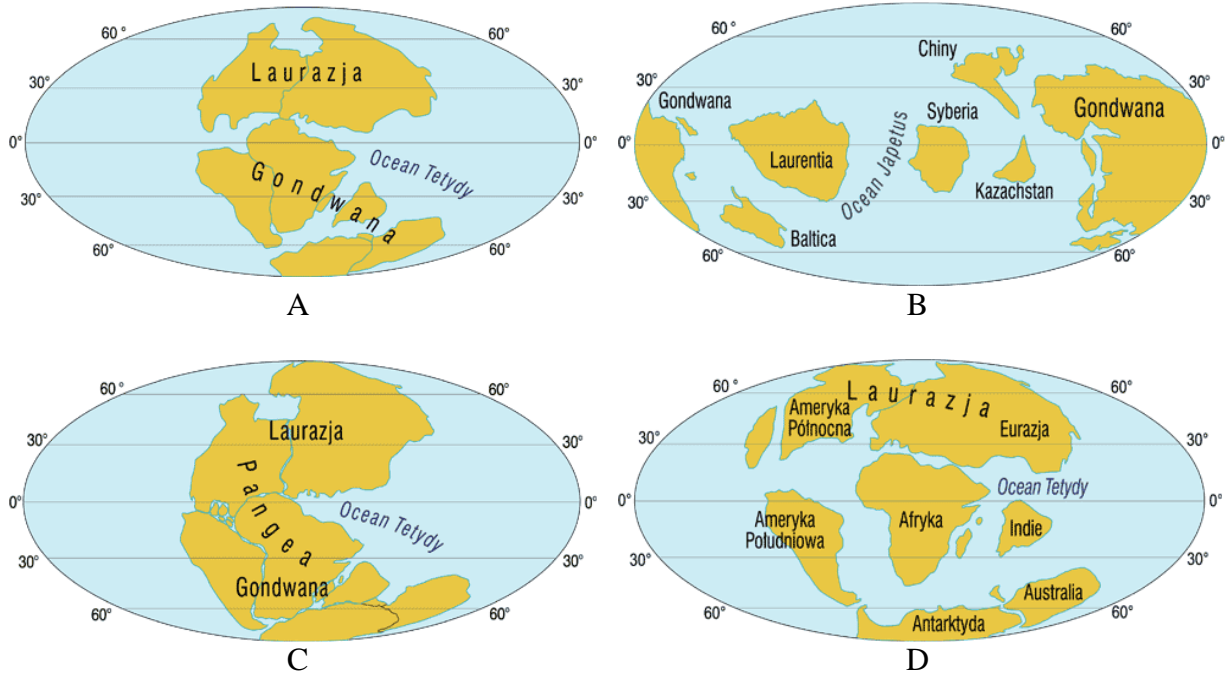 60° 60°
Laurazja
30° 30°
0° 0°
Ocean Tetydy
Gondwana
30° 30°
60° 60°
A
60° 60°
Chiny
30° 30°
Gondwana
Syberia
Gondwana
0° 0°
Laurentia
Ocean Japetus
Kazachstan
30° 30°
Baltica
60° 60°
B
60° 60°
Laurazja
30° 30°
Pangea
0° 0°
Ocean Tetydy
30° 30°
Gondwana
60° 60°
C
60° 60°
Laurazja
Ameryka
Północna
30° 30°
Eurazja
Ocean Tetydy
0° 0°
Ameryka
Południowa
Afryka
Indie
30° 30°
Australia
60° 60°
Antarktyda
D